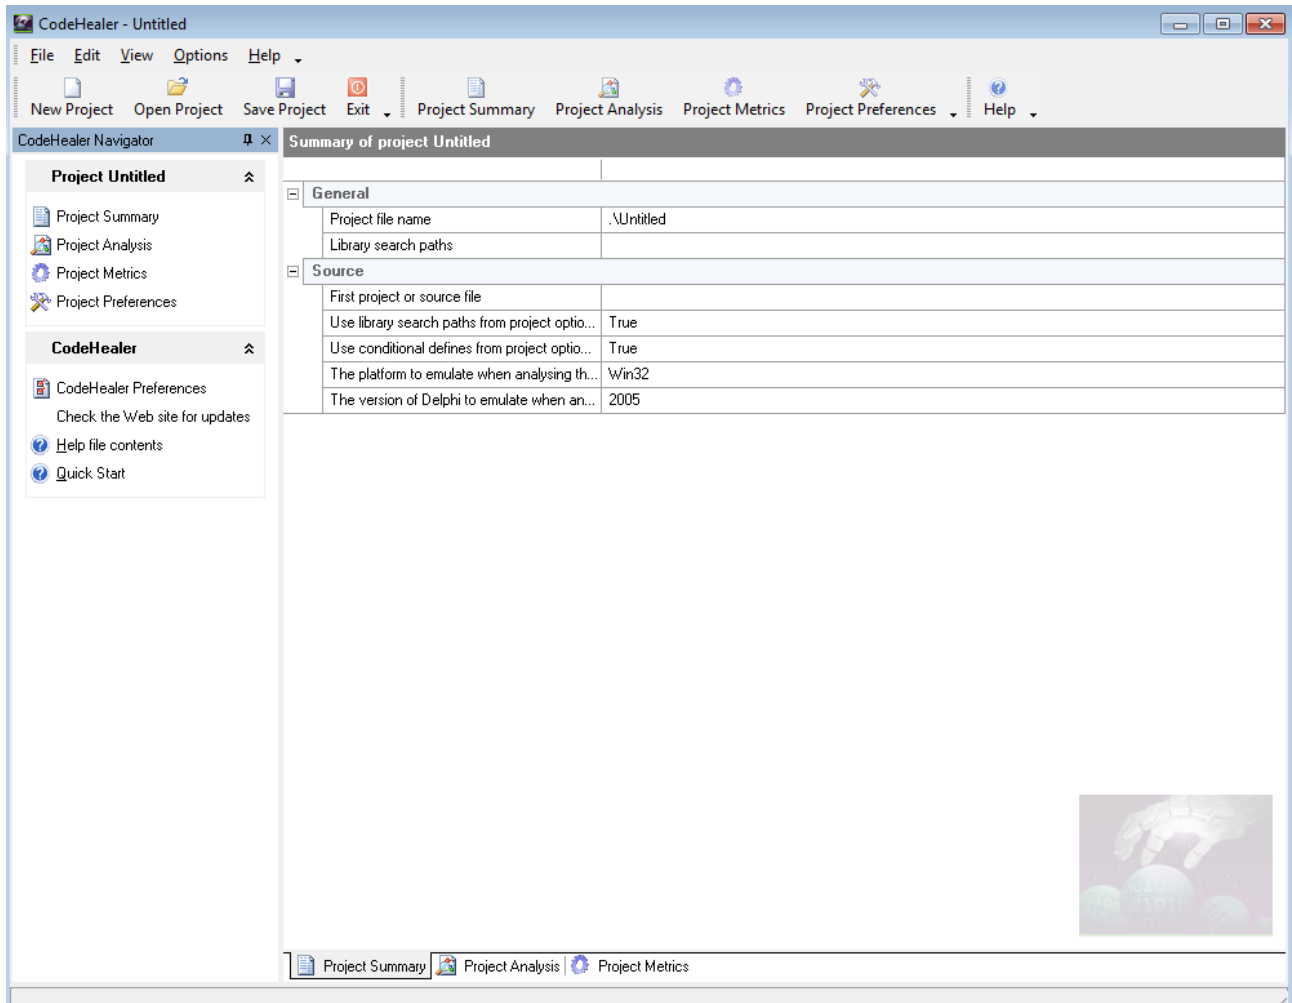 CodeHealer - Untitled
File Edit View Options Help
New Project Open Project Save Project Exit Project Summary Project Analysis Project Metrics Project Preferences Help
CodeHealer Navigator
Summary of project Untitled
Project Untitled
Project Summary
Project Analysis
Project Metrics
Project Preferences
CodeHealer
CodeHealer Preferences
Check the Web site for updates
Help file contents
Quick Start
General
Project file name .\Untitled
Library search paths
Source
First project or source file
Use library search paths from project optio... True
Use conditional defines from project optio... True
The platform to emulate when analysing th... Win32
The version of Delphi to emulate when an... 2005
Project Summary Project Analysis Project Metrics